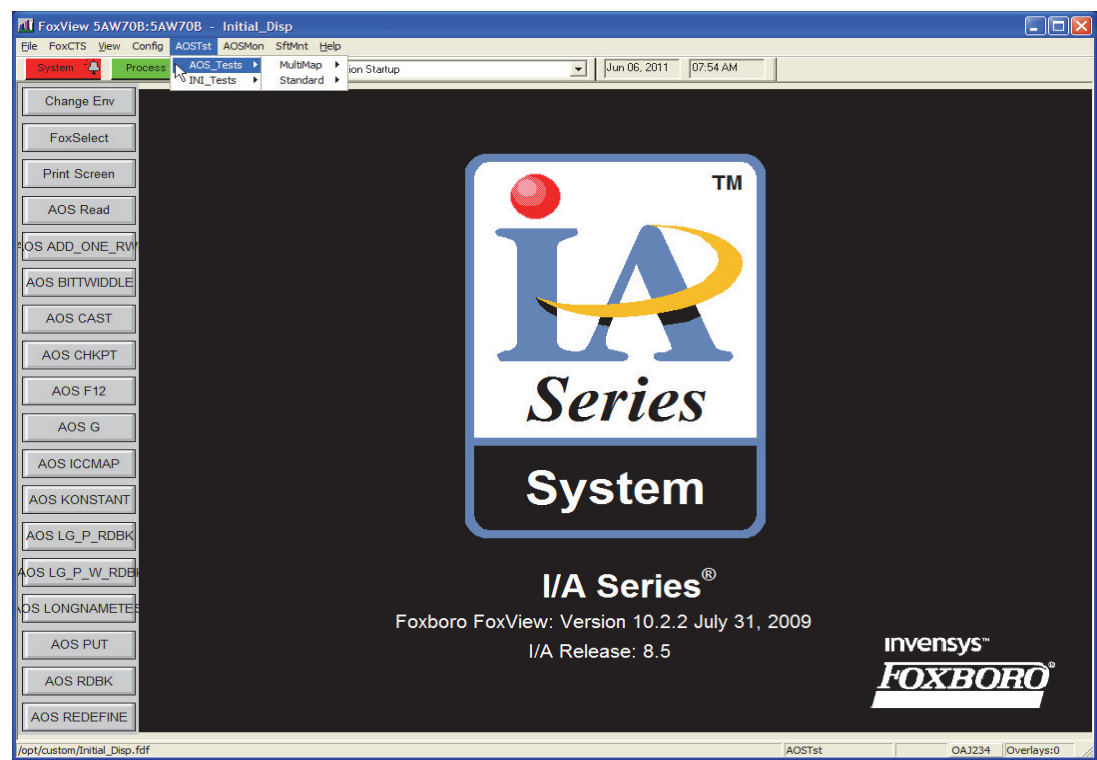 FoxView 5AW70B:5AW70B - Initial_Disp
File FoxCTS View Config AOSTst AOSMon SftMnt Help
System Process AOS_Tests MultiMap ion Startup Jun 06, 2011 07:54 AM
INI_Tests Standard
Change Env
FoxSelect
Print Screen
AOS Read
AOS ADD_ONE_RW
AOS BITTWIDDLE
AOS CAST
AOS CHKPT
AOS F12
AOS G
AOS ICCMAP
AOS KONSTANT
AOS LG_P_RDBK
AOS LG_P_W_RDB
OS LONGNAMETES
AOS PUT
AOS RDBK
AOS REDEFINE
IA TM
Series
System
I/A Series®
Foxboro FoxView: Version 10.2.2 July 31, 2009
I/A Release: 8.5
invensys™
FOXBORO®
/opt/custom/Initial_Disp.fdf AOSTst OAJ234 Overlays:0